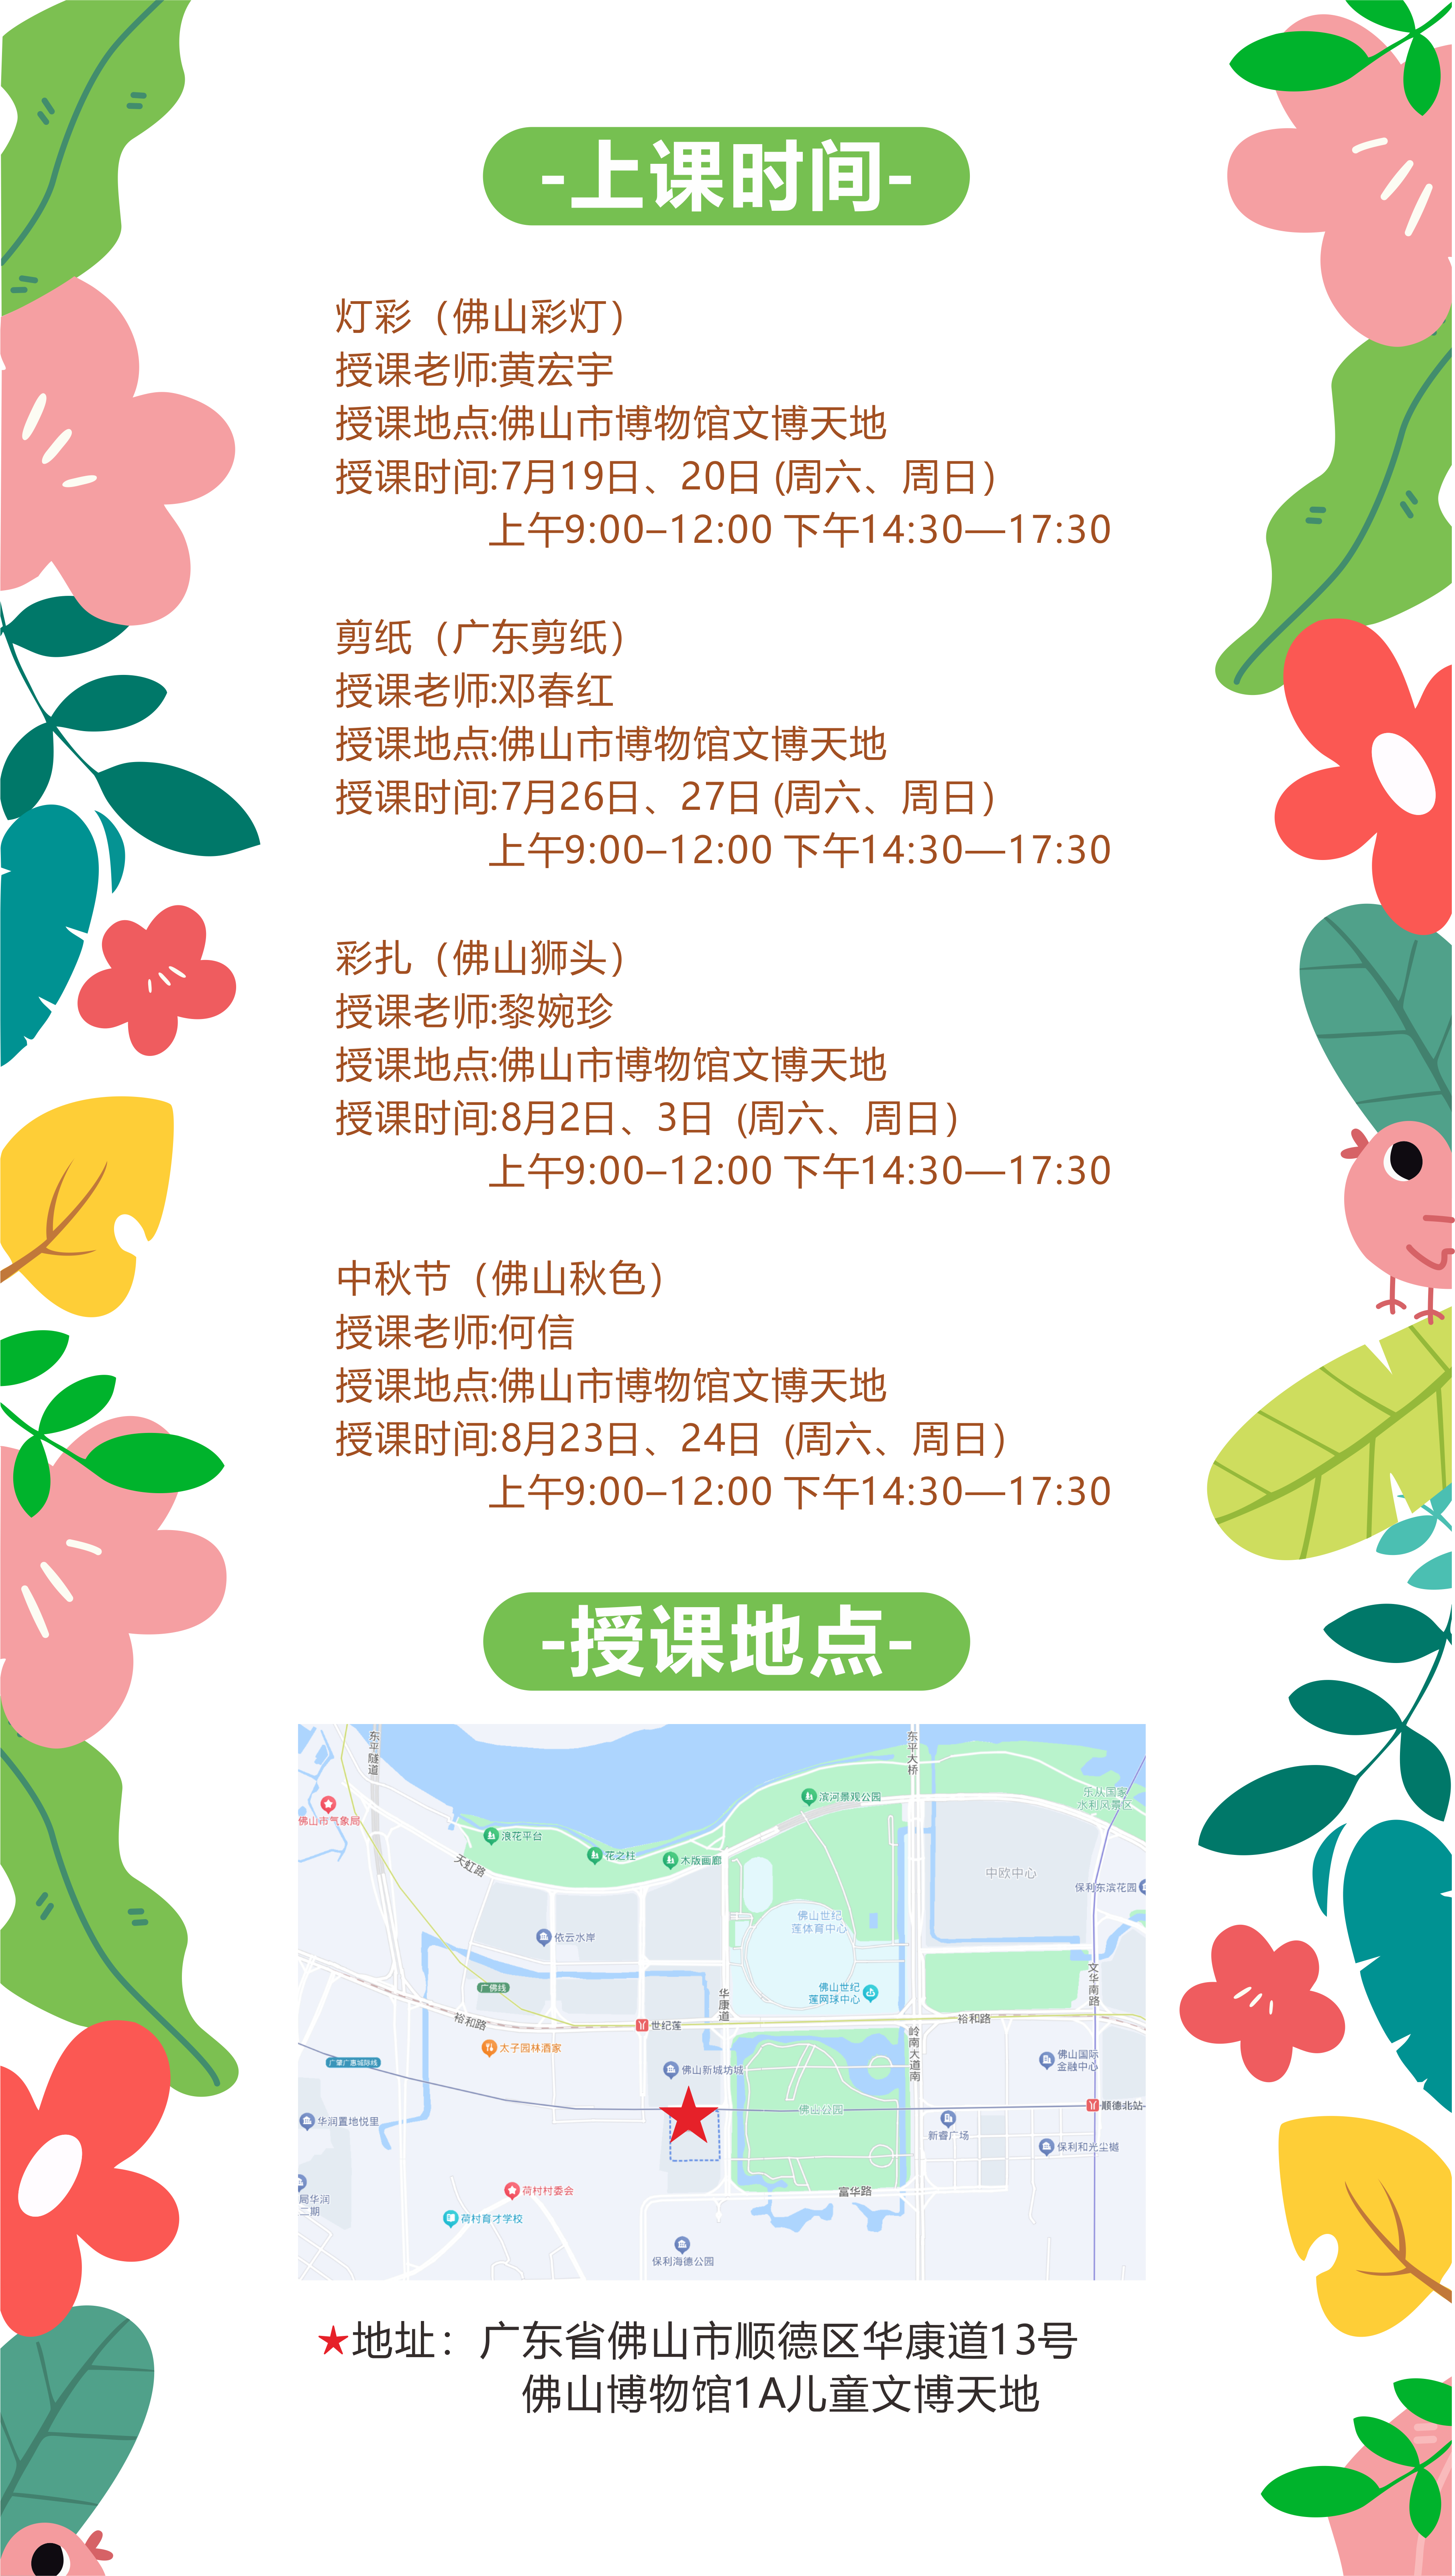 -上课时间-
灯彩（佛山彩灯）
授课老师:黄宏宇
授课地点:佛山市博物馆文博天地
授课时间:7月19日、20日 (周六、周日）
上午9:00–12:00 下午14:30—17:30
剪纸（广东剪纸）
授课老师:邓春红
授课地点:佛山市博物馆文博天地
授课时间:7月26日、27日 (周六、周日）
上午9:00–12:00 下午14:30—17:30
彩扎（佛山狮头）
授课老师:黎婉珍
授课地点:佛山市博物馆文博天地
授课时间:8月2日、3日 (周六、周日）
上午9:00–12:00 下午14:30—17:30
中秋节（佛山秋色）
授课老师:何信
授课地点:佛山市博物馆文博天地
授课时间:8月23日、24日 (周六、周日）
上午9:00–12:00 下午14:30—17:30
-授课地点-
东平隧道
东平大桥
乐从国家
水利风景区
滨河景观公园
佛山市气象局
浪花平台
花之柱
木版画廊
天虹路
中欧中心
保利东滨花园
佛山世纪
莲体育中心
依云水岸
文华南路
广佛线
佛山世纪
莲网球中心
华康道
裕和路
世纪莲
裕和路
岭南大道南
太子园林酒家
广肇广惠城际线
佛山新城坊城
佛山国际
金融中心
华润置地悦里
佛山公园
顺德北站
新睿广场
保利和光尘樾
局华润
二期
荷村村委会
富华路
荷村育才学校
保利海德公园
地址：广东省佛山市顺德区华康道13号
佛山博物馆1A儿童文博天地